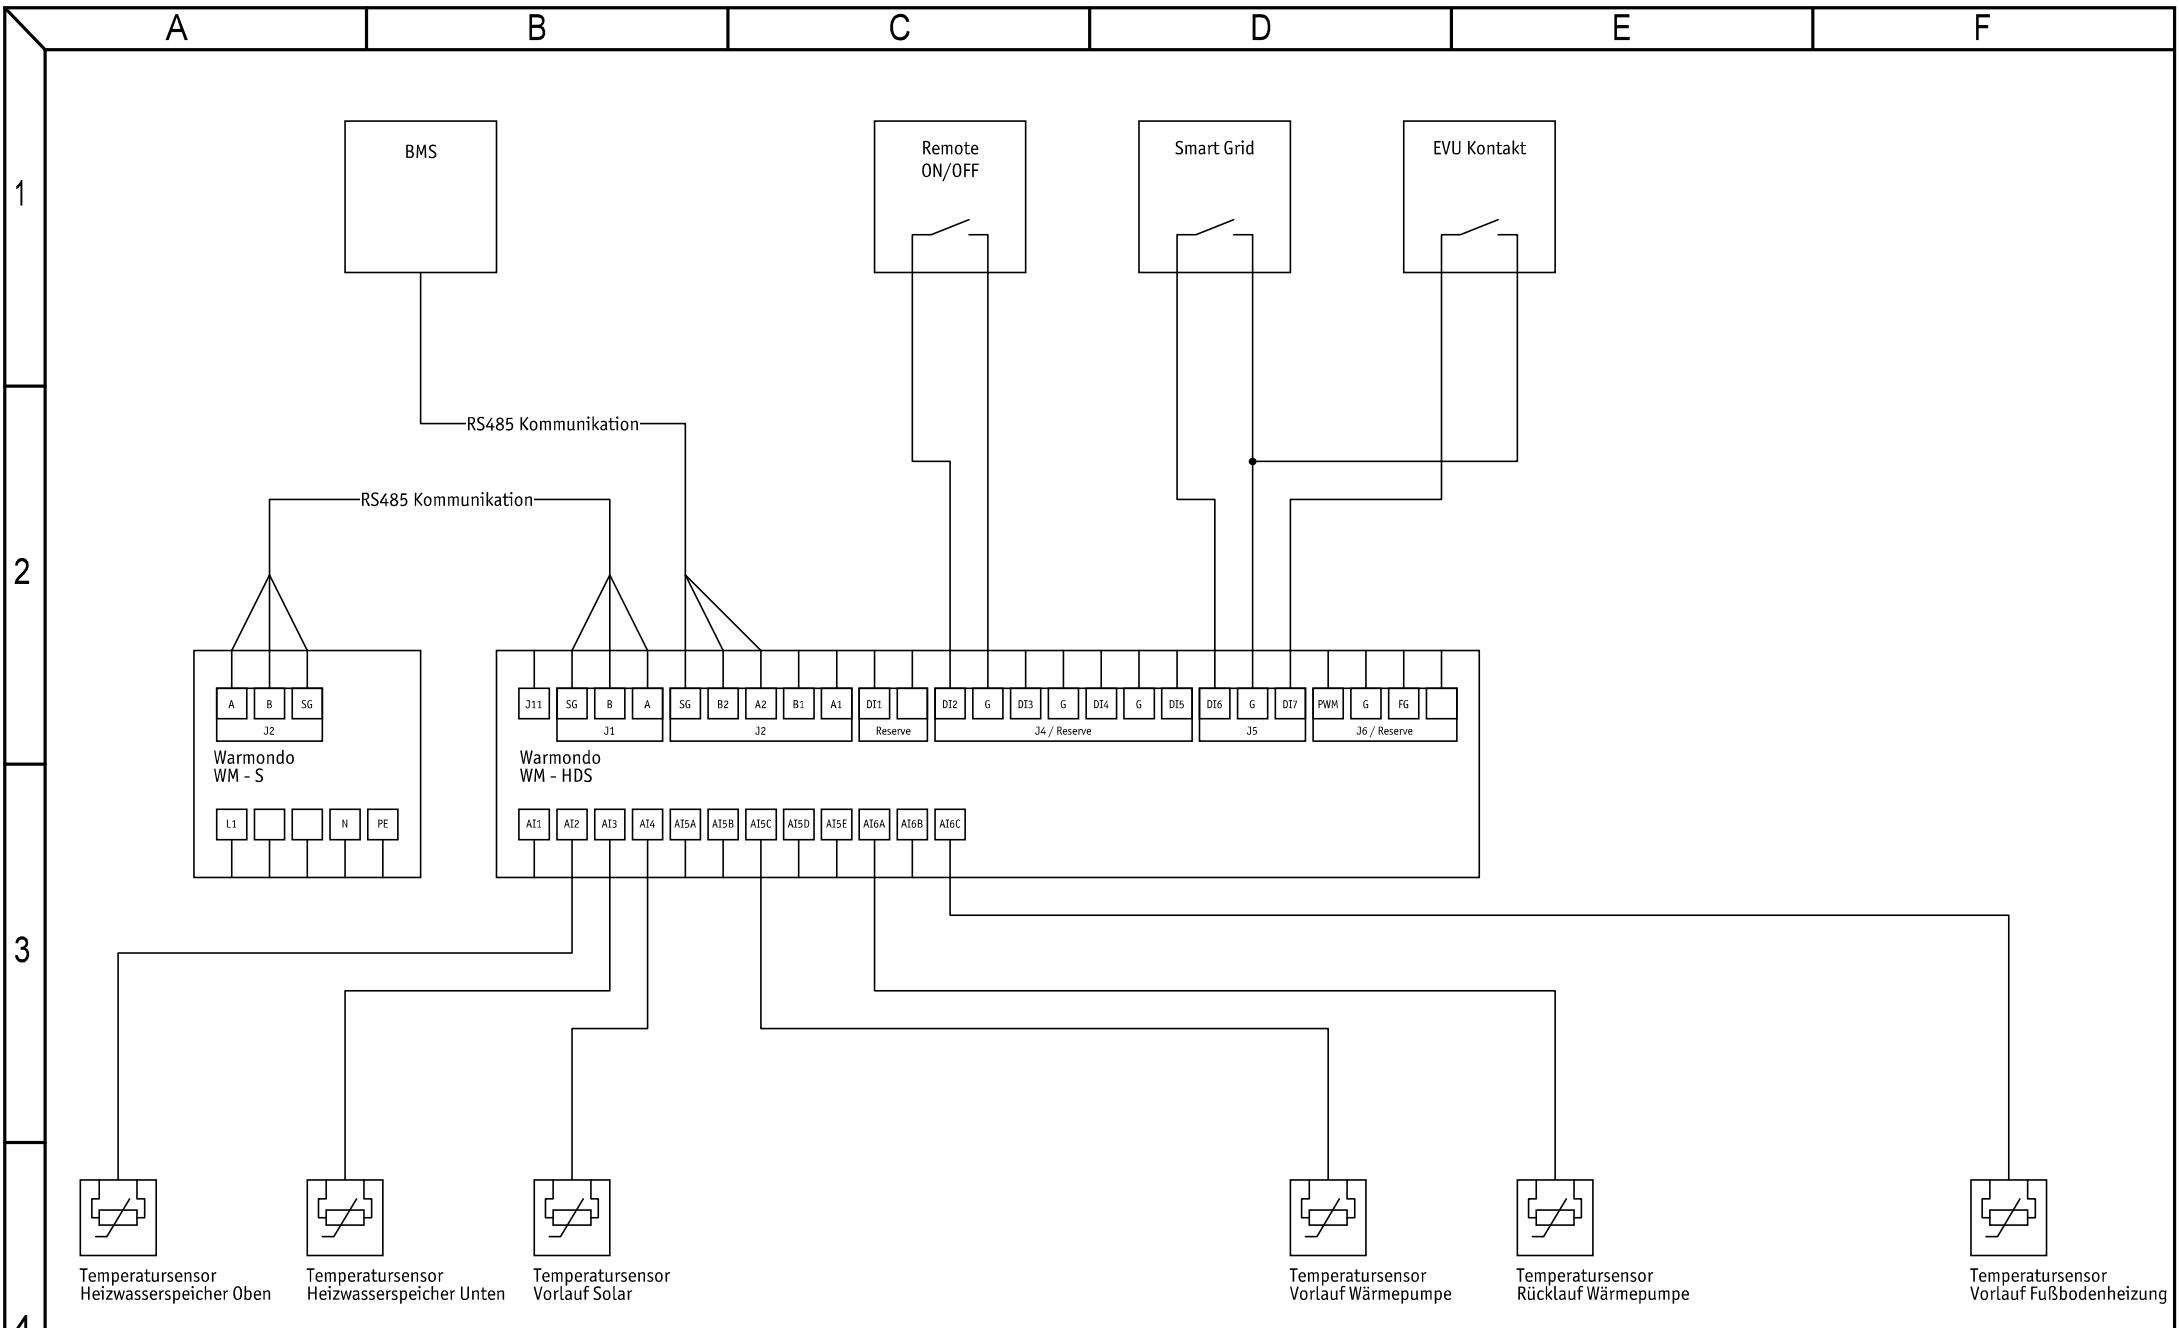 A B C D E F
BMS
Remote
ON/OFF
Smart Grid
EVU Kontakt
1
RS485 Kommunikation
RS485 Kommunikation
2
A B SG
J2
Warmondo
WM - S
L1 N PE
J11 SG B A SG B2 A2 B1 A1 DI1 DI2 G DI3 G DI4 G DI5 DI6 G DI7 PWM G FG
J1 J2 Reserve J4 / Reserve J5 J6 / Reserve
Warmondo
WM - HDS
AI1 AI2 AI3 AI4 AI5A AI5B AI5C AI5D AI5E AI6A AI6B AI6C
3
Temperatursensor
Heizwasserspeicher Oben
Temperatursensor
Heizwasserspeicher Unten
Temperatursensor
Vorlauf Solar
Temperatursensor
Vorlauf Wärmepumpe
Temperatursensor
Rücklauf Wärmepumpe
Temperatursensor
Vorlauf Fußbodenheizung
4